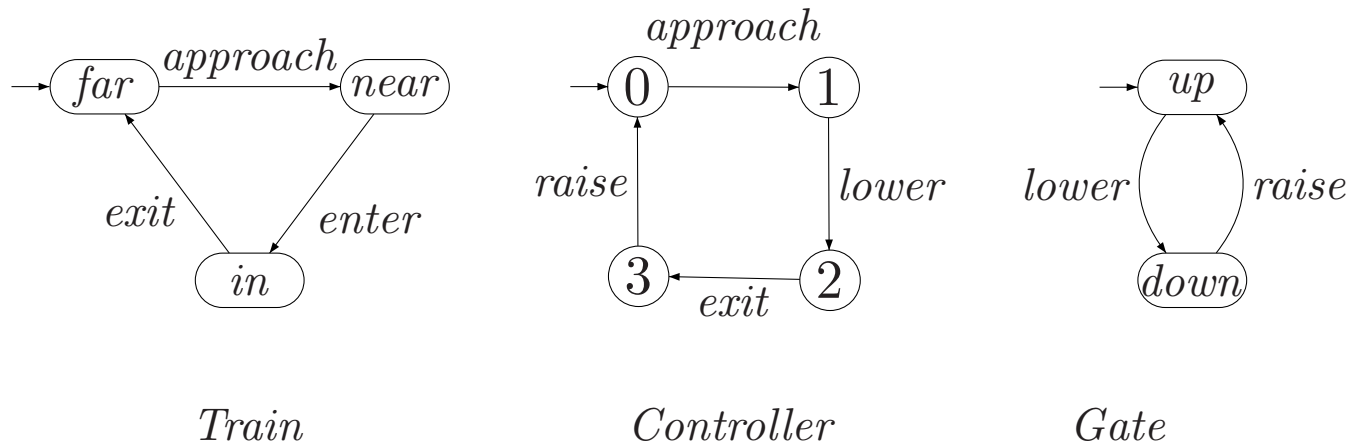 approach
far
near
exit
enter
in
Train
approach
0
1
raise
lower
3
2
exit
Controller
up
lower
raise
down
Gate